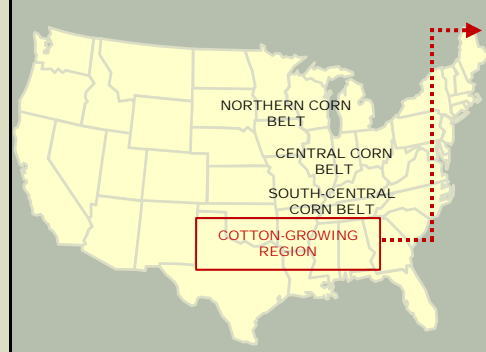 NORTHERN CORN
BELT
CENTRAL CORN
BELT
SOUTH-CENTRAL
CORN BELT
COTTON-GROWING
REGION